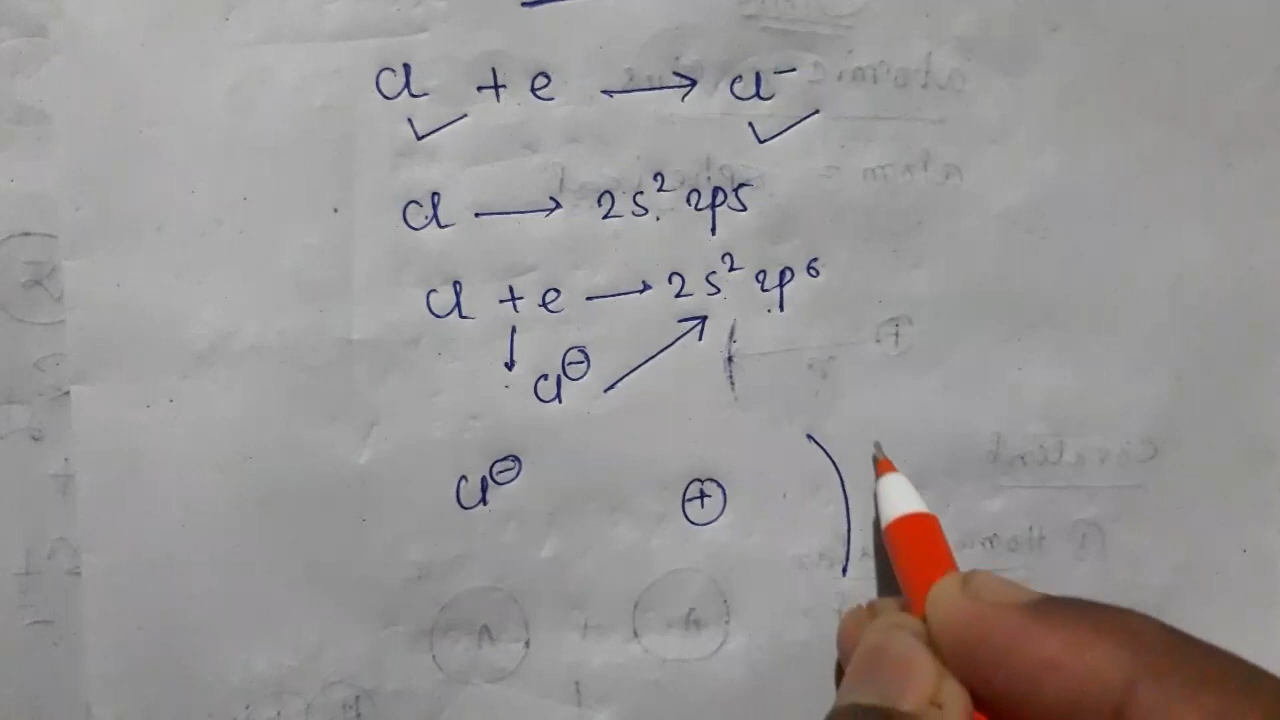 Cl + e ⟶ Cl⁻
Cl ⟶ 2s² 2p5
Cl + e ⟶ 2s² 2p⁶
↓
Cl⊖
Cl⊖ ⊕